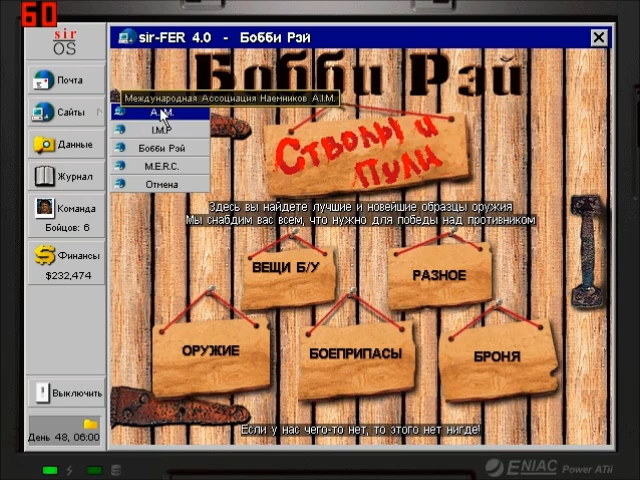 60
sir
OS
sir-FER 4.0 - Бобби Рэй
Бобби Рэй
Почта
Сайты
Данные
Журнал
Команда
Бойцов: 6
Финансы
$232,474
Выключить
День 48, 06:00
Международная Ассоциация Наемников A.I.M.
A.I.M.
I.M.P
Бобби Рэй
M.E.R.C.
Отмена
Стволы и
Пули
Здесь вы найдете лучшие и новейшие образцы оружия
Мы снабдим вас всем, что нужно для победы над противником
ВЕЩИ Б/У
РАЗНОЕ
ОРУЖИЕ
БОЕПРИПАСЫ
БРОНЯ
Если у нас чего-то нет, то этого нет нигде!
ENIAC Power ATii